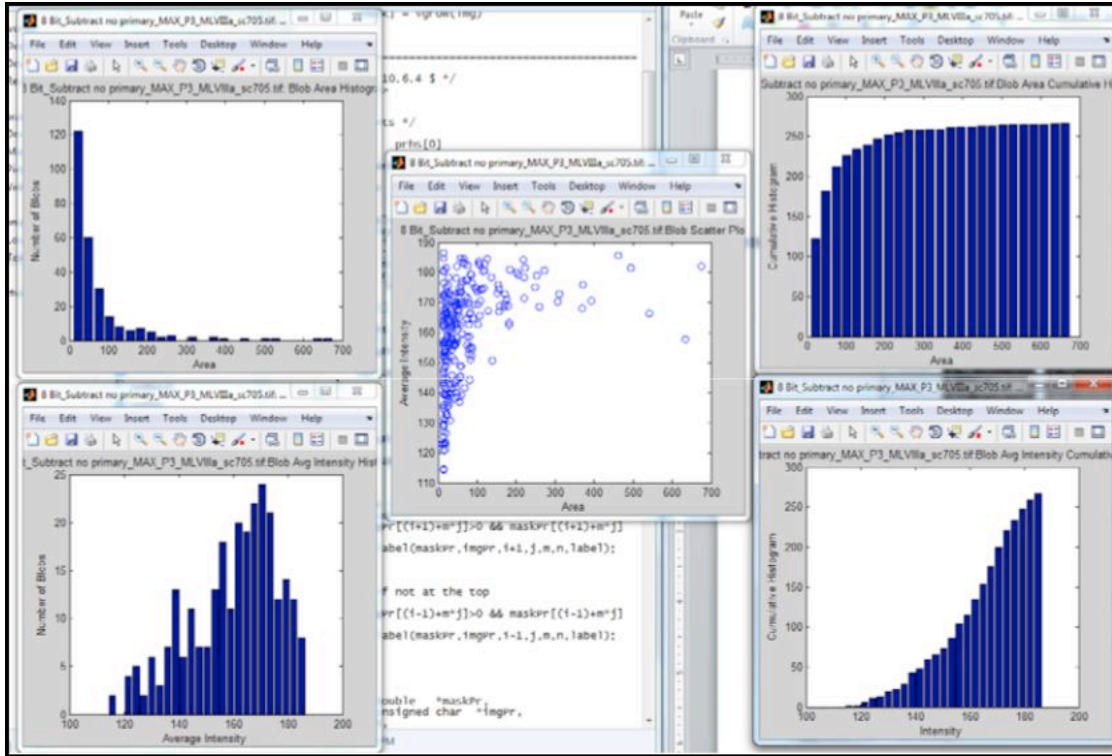 8 Bit_Subtract no primary_MAX_P3_MLVIIIa_sc705.tif: ...
File Edit View Insert Tools Desktop Window Help
8 Bit_Subtract no primary_MAX_P3_MLVIIIa_sc705.tif: Blob Area Histogra
140
120
100
80
60
40
20
0
Number of Blobs
0 100 200 300 400 500 600 700
Area
] = vgrow(img)
10.6.4 $ */
ts */
prhs[0]
Paste
Clipboard
8 Bit_Subtract no primary_MAX_P3_MLVIIIa_sc705.tif: ...
File Edit View Insert Tools Desktop Window Help
Subtract no primary_MAX_P3_MLVIIIa_sc705.tif:Blob Area Cumulative H
300
250
200
150
100
50
0
Cumulative Histogram
0 100 200 300 400 500 600 700
Area
8 Bit_Subtract no primary_MAX_P3_MLVIIIa_sc705.tif: ...
File Edit View Insert Tools Desktop Window Help
8 Bit_Subtract no primary_MAX_P3_MLVIIIa_sc705.tif:Blob Scatter Plo
190
180
170
160
150
140
130
120
110
Average Intensity
0 100 200 300 400 500 600 700
Area
8 Bit_Subtract no primary_MAX_P3_MLVIIIa_sc705.tif: ...
File Edit View Insert Tools Desktop Window Help
t_Subtract no primary_MAX_P3_MLVIIIa_sc705.tif:Blob Avg Intensity Hist
25
20
15
10
5
0
Number of Blobs
100 120 140 160 180 200
Average Intensity
Pr[(i+1)+m*j]>0 && maskPr[(i+1)+m*j]
label(maskPr,imgPr,i+1,j,m,n,label);
f not at the top
Pr[(i-1)+m*j]>0 && maskPr[(i-1)+m*j]
label(maskPr,imgPr,i-1,j,m,n,label);
double *maskPr,
nsigned char *imgPr,
8 Bit_Subtract no primary_MAX_P3_MLVIIIa_sc705.tif: ...
File Edit View Insert Tools Desktop Window Help
tract no primary_MAX_P3_MLVIIIa_sc705.tif:Blob Avg Intensity Cumulativ
300
250
200
150
100
50
0
Cumulative Histogram
100 120 140 160 180 200
Intensity